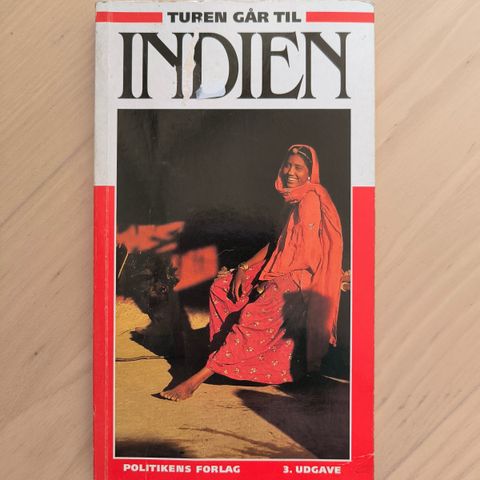 TUREN GÅR TIL
INDIEN
POLITIKENS FORLAG 3. UDGAVE